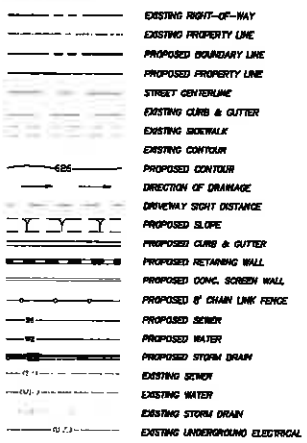 EXISTING RIGHT-OF-WAY
EXISTING PROPERTY LINE
PROPOSED BOUNDARY LINE
PROPOSED PROPERTY LINE
STREET CENTERLINE
EXISTING CURB & GUTTER
EXISTING SIDEWALK
EXISTING CONTOUR
626 PROPOSED CONTOUR
DIRECTION OF DRAINAGE
DRIVEWAY SIGHT DISTANCE
PROPOSED SLOPE
PROPOSED CURB & GUTTER
PROPOSED RETAINING WALL
PROPOSED CONC. SCREEN WALL
PROPOSED 8' CHAIN LINK FENCE
PROPOSED SEWER
PROPOSED WATER
PROPOSED STORM DRAIN
EXISTING SEWER
EXISTING WATER
EXISTING STORM DRAIN
EXISTING UNDERGROUND ELECTRICAL